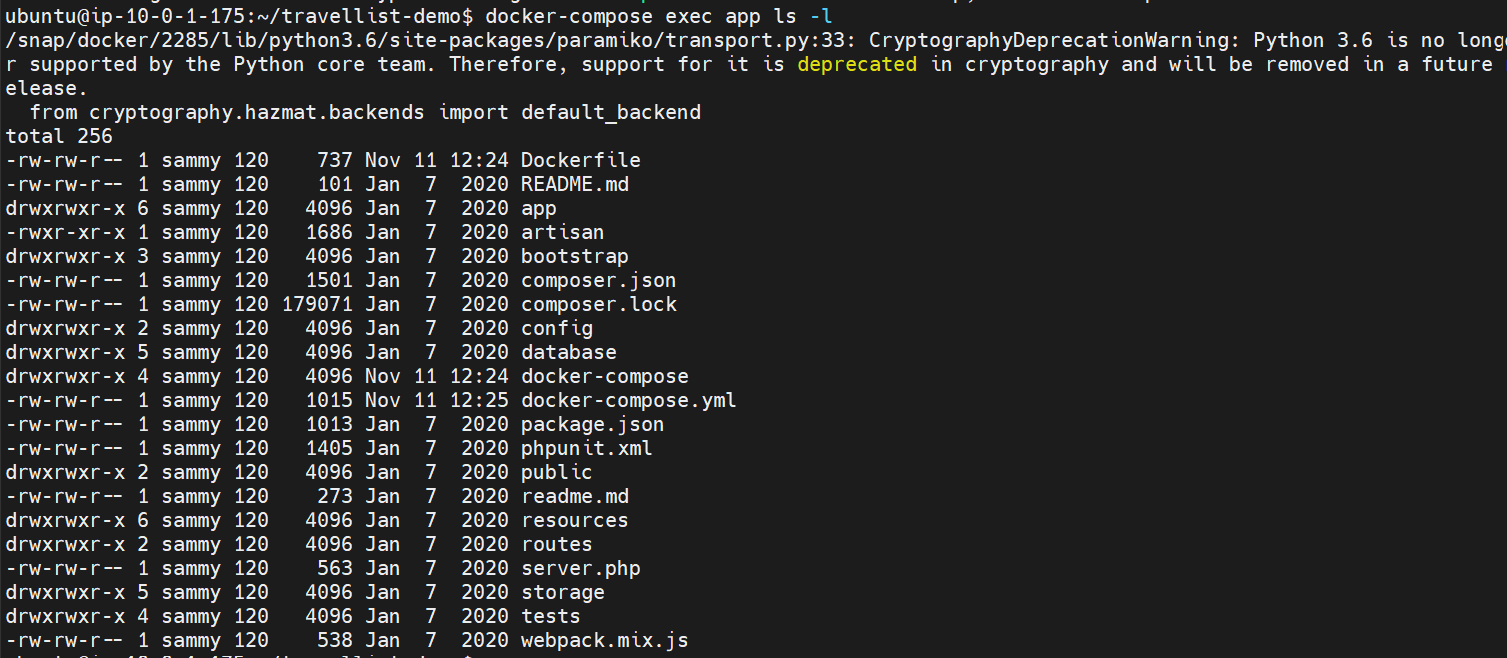 ubuntu@ip-10-0-1-175:~/travellist-demo$ docker-compose exec app ls -l
/snap/docker/2285/lib/python3.6/site-packages/paramiko/transport.py:33: CryptographyDeprecationWarning: Python 3.6 is no longe
r supported by the Python core team. Therefore, support for it is deprecated in cryptography and will be removed in a future
elease.
  from cryptography.hazmat.backends import default_backend
total 256
-rw-rw-r-- 1 sammy 120    737 Nov 11 12:24 Dockerfile
-rw-rw-r-- 1 sammy 120    101 Jan  7  2020 README.md
drwxrwxr-x 6 sammy 120   4096 Jan  7  2020 app
-rwxr-xr-x 1 sammy 120   1686 Jan  7  2020 artisan
drwxrwxr-x 3 sammy 120   4096 Jan  7  2020 bootstrap
-rw-rw-r-- 1 sammy 120   1501 Jan  7  2020 composer.json
-rw-rw-r-- 1 sammy 120 179071 Jan  7  2020 composer.lock
drwxrwxr-x 2 sammy 120   4096 Jan  7  2020 config
drwxrwxr-x 5 sammy 120   4096 Jan  7  2020 database
drwxrwxr-x 4 sammy 120   4096 Nov 11 12:24 docker-compose
-rw-rw-r-- 1 sammy 120   1015 Nov 11 12:25 docker-compose.yml
-rw-rw-r-- 1 sammy 120   1013 Jan  7  2020 package.json
-rw-rw-r-- 1 sammy 120   1405 Jan  7  2020 phpunit.xml
drwxrwxr-x 2 sammy 120   4096 Jan  7  2020 public
-rw-rw-r-- 1 sammy 120    273 Jan  7  2020 readme.md
drwxrwxr-x 6 sammy 120   4096 Jan  7  2020 resources
drwxrwxr-x 2 sammy 120   4096 Jan  7  2020 routes
-rw-rw-r-- 1 sammy 120    563 Jan  7  2020 server.php
drwxrwxr-x 5 sammy 120   4096 Jan  7  2020 storage
drwxrwxr-x 4 sammy 120   4096 Jan  7  2020 tests
-rw-rw-r-- 1 sammy 120    538 Jan  7  2020 webpack.mix.js